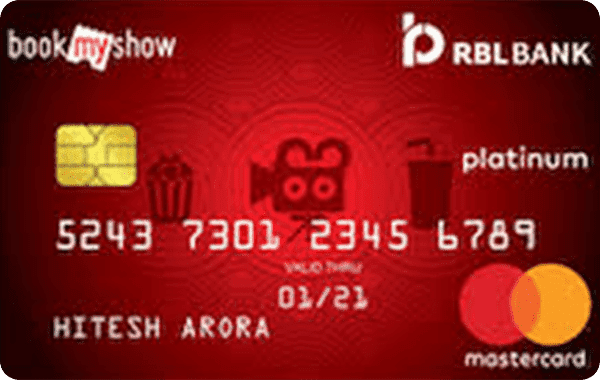 bookmyshow
RBL BANK
platinum
5243 7301 2345 6789
VALID THRU
01/21
HITESH ARORA
mastercard